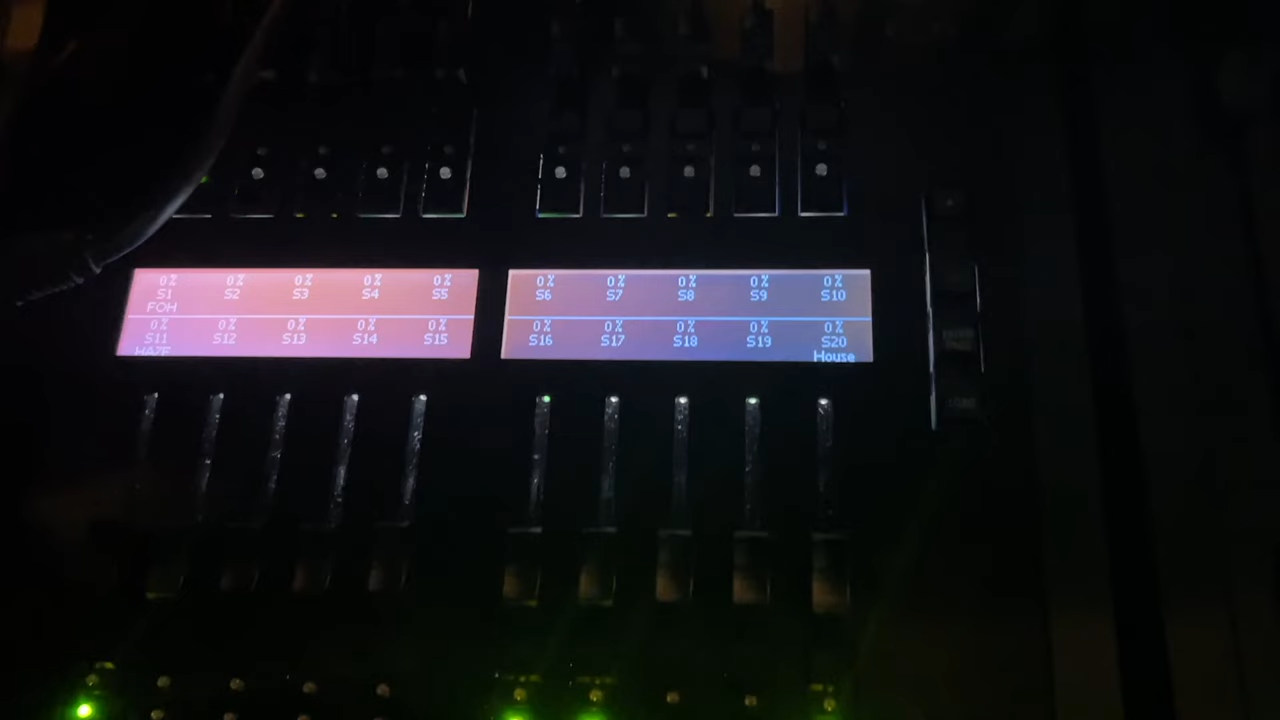 0% 0% 0% 0% 0% 0% 0% 0% 0% 0%
S1 S2 S3 S4 S5 S6 S7 S8 S9 S10
FOH
0% 0% 0% 0% 0% 0% 0% 0% 0% 0%
S11 S12 S13 S14 S15 S16 S17 S18 S19 S20
HAZE House